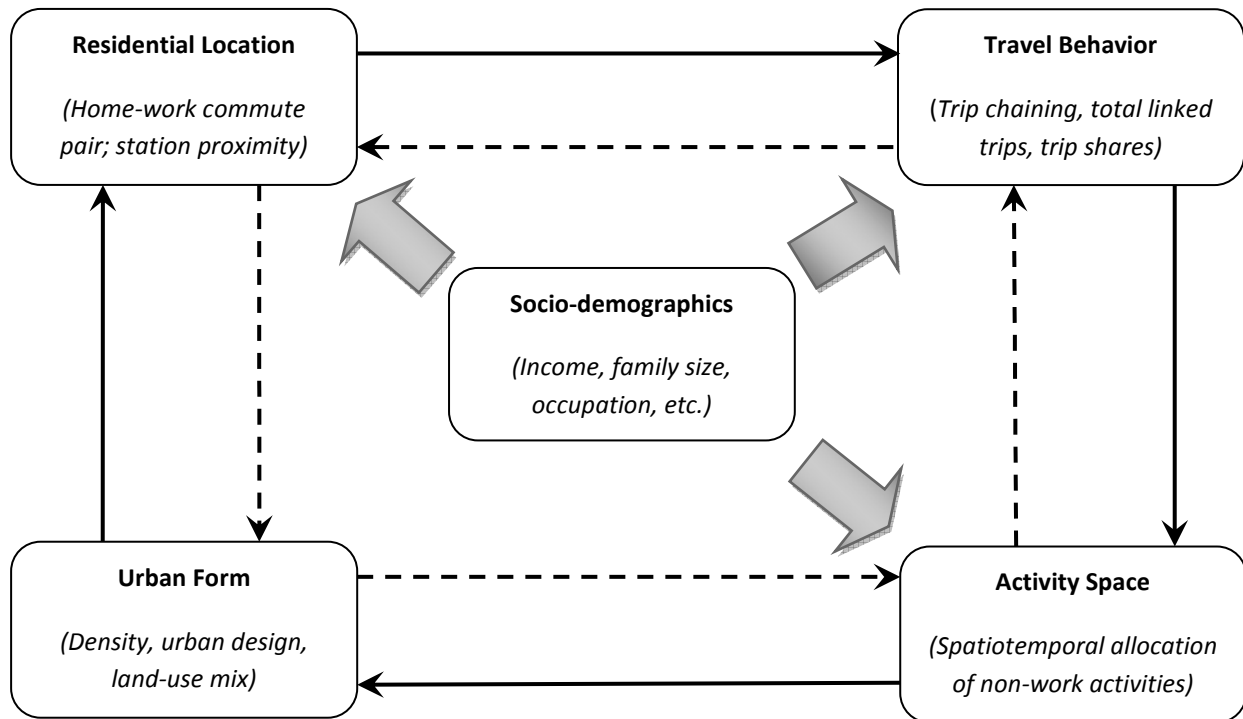 Residential Location
(Home-work commute
pair; station proximity)
Travel Behavior
(Trip chaining, total linked
trips, trip shares)
Socio-demographics
(Income, family size,
occupation, etc.)
Urban Form
(Density, urban design,
land-use mix)
Activity Space
(Spatiotemporal allocation
of non-work activities)